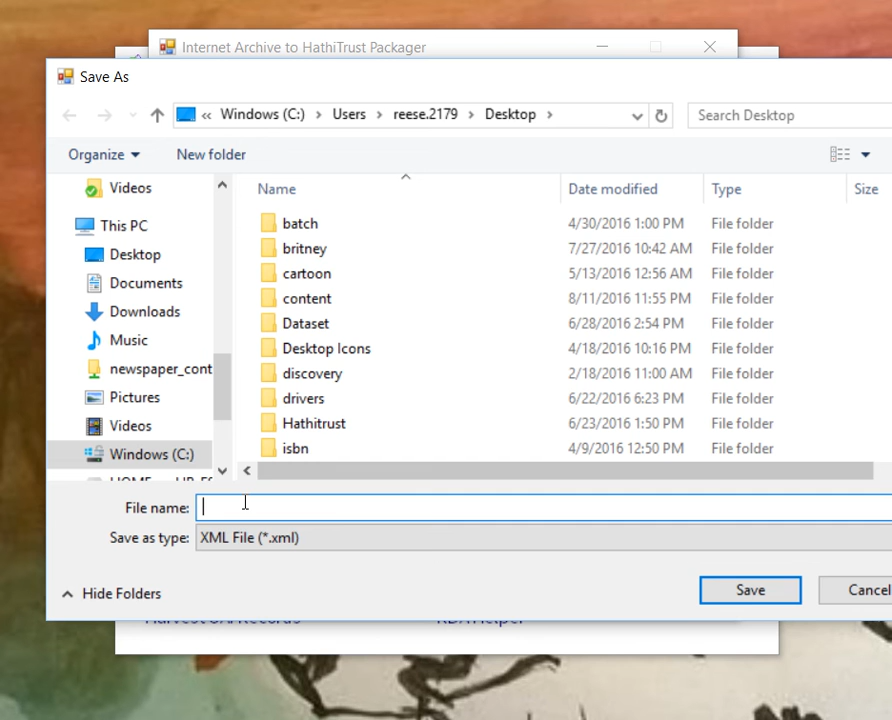 Internet Archive to HathiTrust Packager
Save As
« Windows (C:) › Users › reese.2179 › Desktop ›
Search Desktop
Organize
New folder
Name Date modified Type Size
Videos
This PC
Desktop
Documents
Downloads
Music
newspaper_cont
Pictures
Videos
Windows (C:)
batch 4/30/2016 1:00 PM File folder
britney 7/27/2016 10:42 AM File folder
cartoon 5/13/2016 12:56 AM File folder
content 8/11/2016 11:55 PM File folder
Dataset 6/28/2016 2:54 PM File folder
Desktop Icons 4/18/2016 10:16 PM File folder
discovery 2/18/2016 11:00 AM File folder
drivers 6/22/2016 6:23 PM File folder
Hathitrust 6/23/2016 1:50 PM File folder
isbn 4/9/2016 12:50 PM File folder
File name:
Save as type: XML File (*.xml)
Hide Folders
Save
Cancel